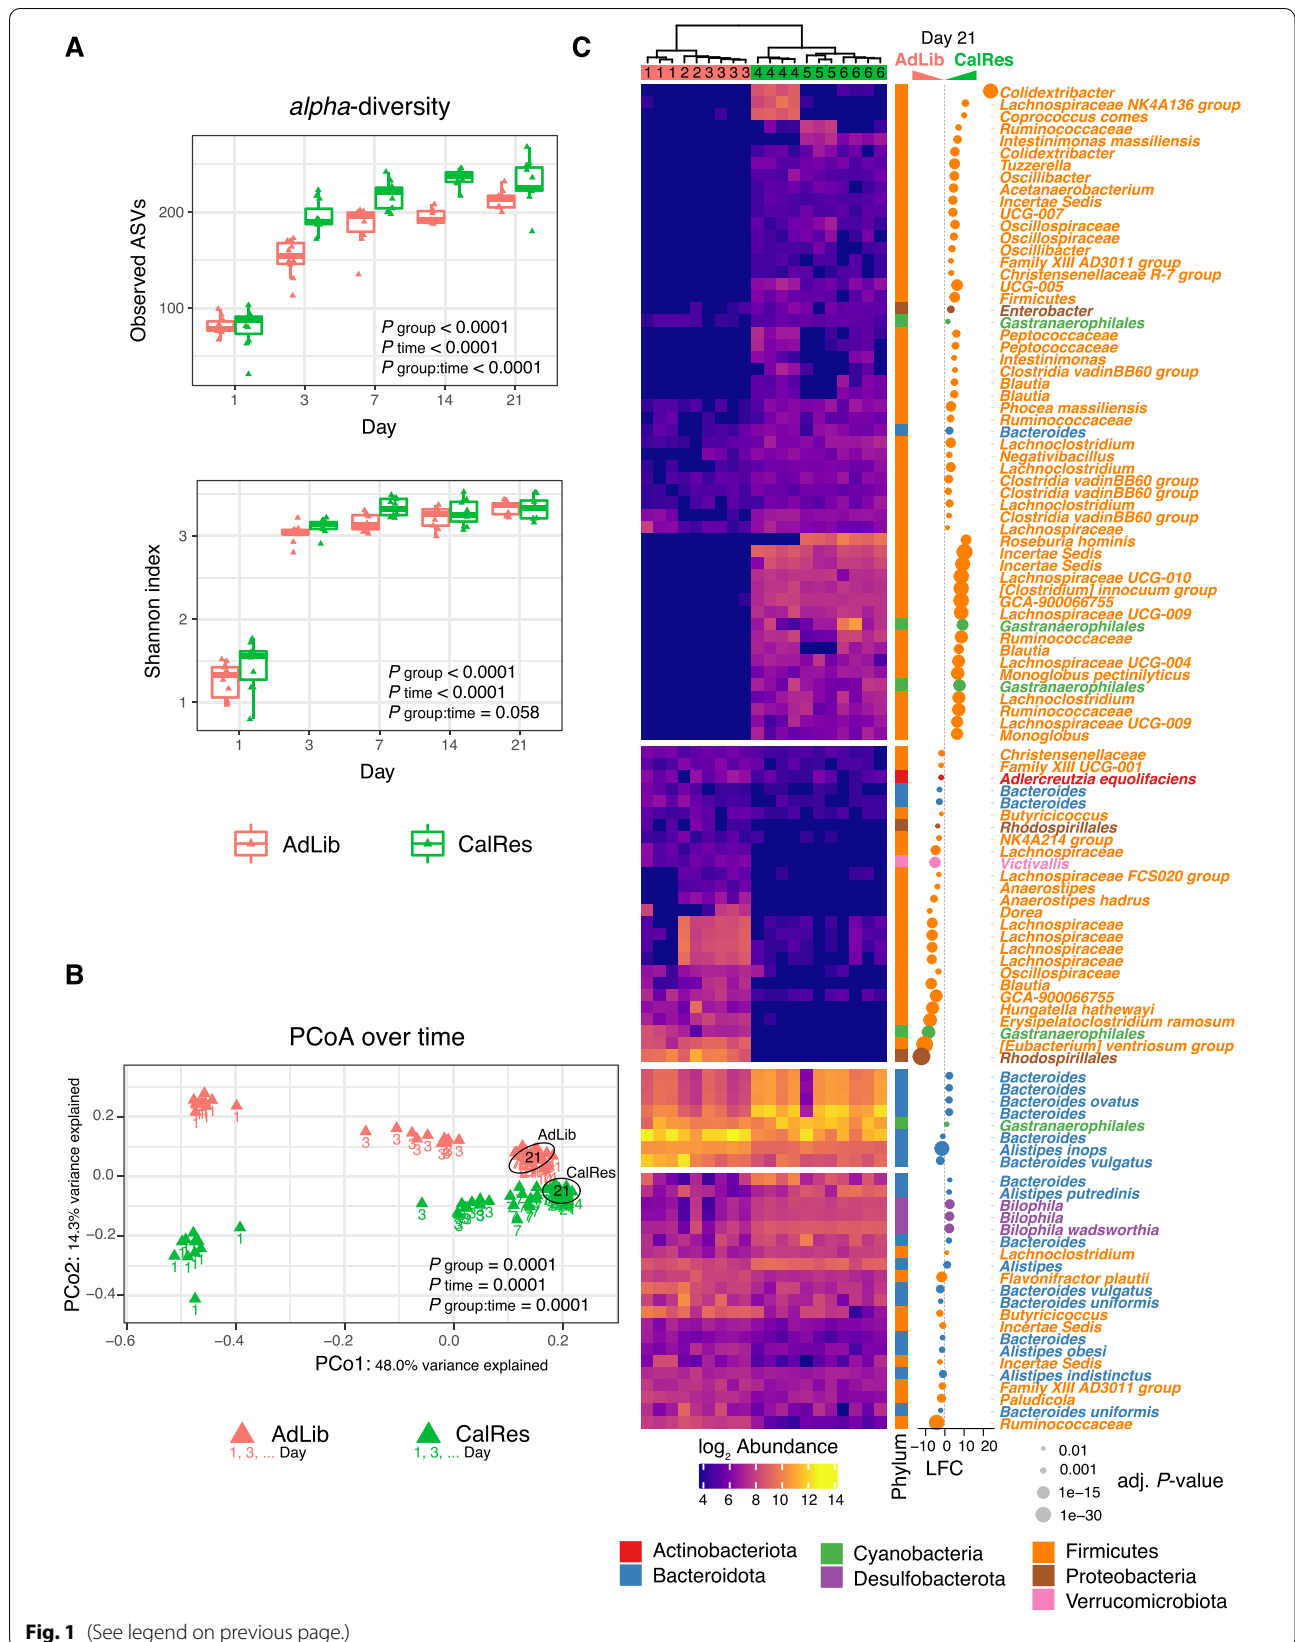 A
alpha-diversity
Observed ASVs
200
100
P group < 0.0001
P time < 0.0001
P group:time < 0.0001
1 3 7 14 21
Day
Shannon index
3
2
1
P group < 0.0001
P time < 0.0001
P group:time = 0.058
1 3 7 14 21
Day
AdLib CalRes
B
PCoA over time
PCo2: 14.3% variance explained
0.2
0.0
−0.2
−0.4
AdLib
21
CalRes
21
P group = 0.0001
P time = 0.0001
P group:time = 0.0001
−0.6 −0.4 −0.2 0.0 0.2
PCo1: 48.0% variance explained
AdLib CalRes
1, 3, ... Day 1, 3, ... Day
C
Day 21
AdLib CalRes
1 1 1 2 2 3 3 3 3 4 4 4 4 5 5 5 6 6 6 6
Colidextribacter
Lachnospiraceae NK4A136 group
Coprococcus comes
Ruminococcaceae
Intestinimonas massiliensis
Colidextribacter
Tuzzerella
Oscillibacter
Acetanaerobacterium
Incertae Sedis
UCG-007
Oscillospiraceae
Oscillospiraceae
Oscillibacter
Family XIII AD3011 group
Christensenellaceae R-7 group
UCG-005
Firmicutes
Enterobacter
Gastranaerophilales
Peptococcaceae
Peptococcaceae
Intestinimonas
Clostridia vadinBB60 group
Blautia
Blautia
Phocea massiliensis
Ruminococcaceae
Bacteroides
Lachnoclostridium
Negativibacillus
Lachnoclostridium
Clostridia vadinBB60 group
Clostridia vadinBB60 group
Lachnoclostridium
Clostridia vadinBB60 group
Lachnospiraceae
Roseburia hominis
Incertae Sedis
Incertae Sedis
Lachnospiraceae UCG-010
[Clostridium] innocuum group
GCA-900066755
Lachnospiraceae UCG-009
Gastranaerophilales
Ruminococcaceae
Blautia
Lachnospiraceae UCG-004
Monoglobus pectinilyticus
Gastranaerophilales
Lachnoclostridium
Ruminococcaceae
Lachnospiraceae UCG-009
Monoglobus
Christensenellaceae
Family XIII UCG-001
Adlercreutzia equolifaciens
Bacteroides
Bacteroides
Butyricicoccus
Rhodospirillales
NK4A214 group
Lachnospiraceae
Victivallis
Lachnospiraceae FCS020 group
Anaerostipes
Anaerostipes hadrus
Dorea
Lachnospiraceae
Lachnospiraceae
Lachnospiraceae
Lachnospiraceae
Oscillospiraceae
Blautia
GCA-900066755
Hungatella hathewayi
Erysipelatoclostridium ramosum
Gastranaerophilales
[Eubacterium] ventriosum group
Rhodospirillales
Bacteroides
Bacteroides
Bacteroides ovatus
Bacteroides
Gastranaerophilales
Bacteroides
Alistipes inops
Bacteroides vulgatus
Bacteroides
Alistipes putredinis
Bilophila
Bilophila
Bilophila wadsworthia
Bacteroides
Lachnoclostridium
Alistipes
Flavonifractor plautii
Bacteroides vulgatus
Bacteroides uniformis
Butyricicoccus
Incertae Sedis
Bacteroides
Alistipes obesi
Incertae Sedis
Alistipes indistinctus
Family XIII AD3011 group
Paludicola
Bacteroides uniformis
Ruminococcaceae
log2 Abundance
4 6 8 10 12 14
Phylum
−10 0 10 20
LFC
0.01
0.001
1e−15
1e−30
adj. P-value
Actinobacteriota
Bacteroidota
Cyanobacteria
Desulfobacterota
Firmicutes
Proteobacteria
Verrucomicrobiota
Fig. 1 (See legend on previous page.)